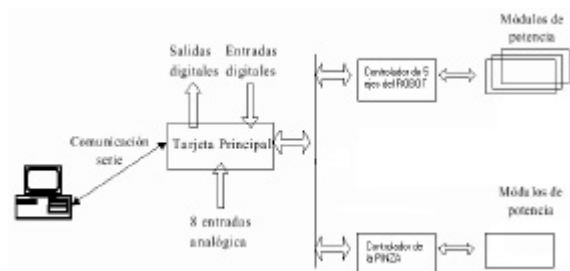 Salidas
digitales
Entradas
digitales
Módulos de
potencia
Controlador de 5
ejes del ROBOT
Comunicación
serie
Tarjeta Principal
8 entradas
analógica
Módulos de
potencia
Controlador de
la PINZA